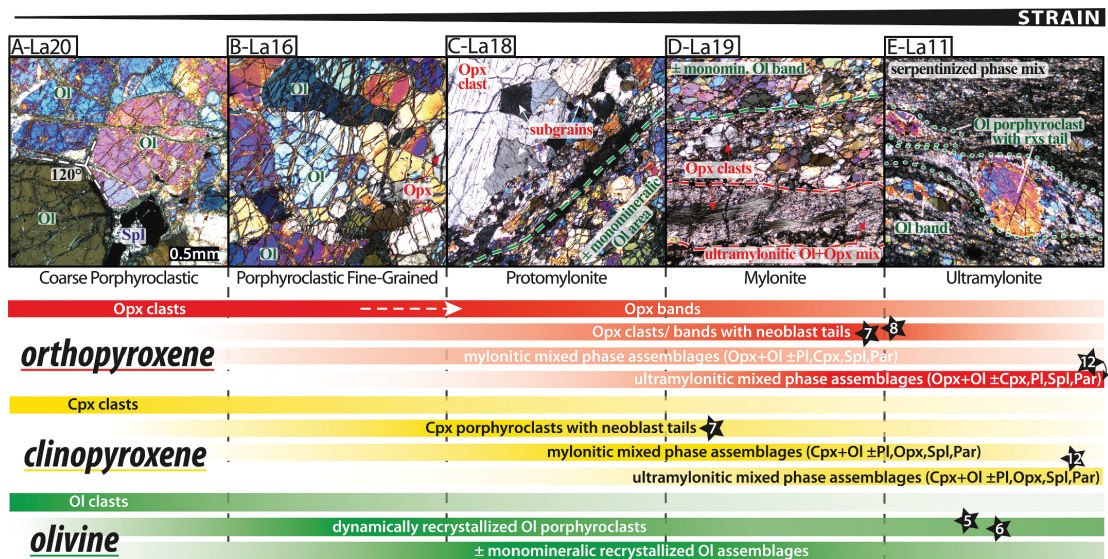 STRAIN
A-La20
B-La16
C-La18
D-La19
E-La11
Ol
Ol
120°
Ol
Spl
0.5mm
Ol
Ol
Opx
Ol
Opx
clast
subgrains
± monomineralic
Ol area
± monomin. Ol band
Opx clasts
ultramylonitic Ol+Opx mix
serpentinized phase mix
Ol porphyroclast
with rxs tail
Ol band
Coarse Porphyroclastic
Porphyroclastic Fine-Grained
Protomylonite
Mylonite
Ultramylonite
Opx clasts
Opx bands
Opx clasts/ bands with neoblast tails
7
8
orthopyroxene
mylonitic mixed phase assemblages (Opx+Ol ±Pl,Cpx,Spl,Par)
12
ultramylonitic mixed phase assemblages (Opx+Ol ±Cpx,Pl,Spl,Par)
Cpx clasts
Cpx porphyroclasts with neoblast tails
7
clinopyroxene
mylonitic mixed phase assemblages (Cpx+Ol ±Pl,Opx,Spl,Par)
12
ultramylonitic mixed phase assemblages (Cpx+Ol ±Pl,Opx,Spl,Par)
Ol clasts
olivine
dynamically recrystallized Ol porphyroclasts
5
6
± monomineralic recrystallized Ol assemblages